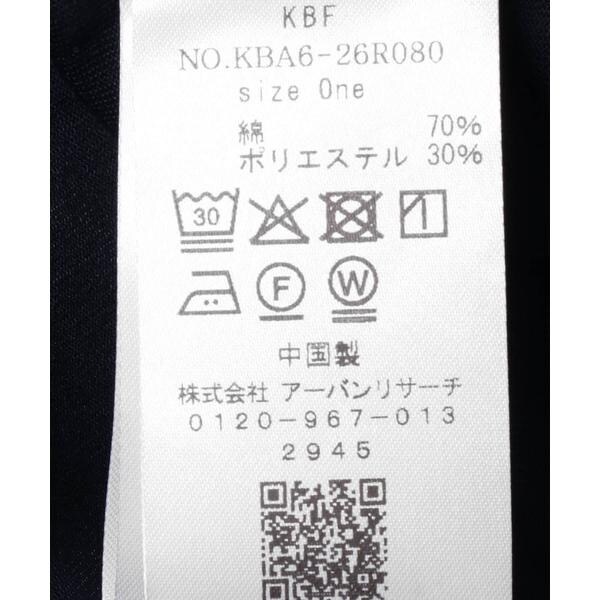 KBF
NO.KBA6-26R080
size One
綿 70%
ポリエステル 30%
30
F W
中国製
株式会社 アーバンリサーチ
0120-967-013
2945